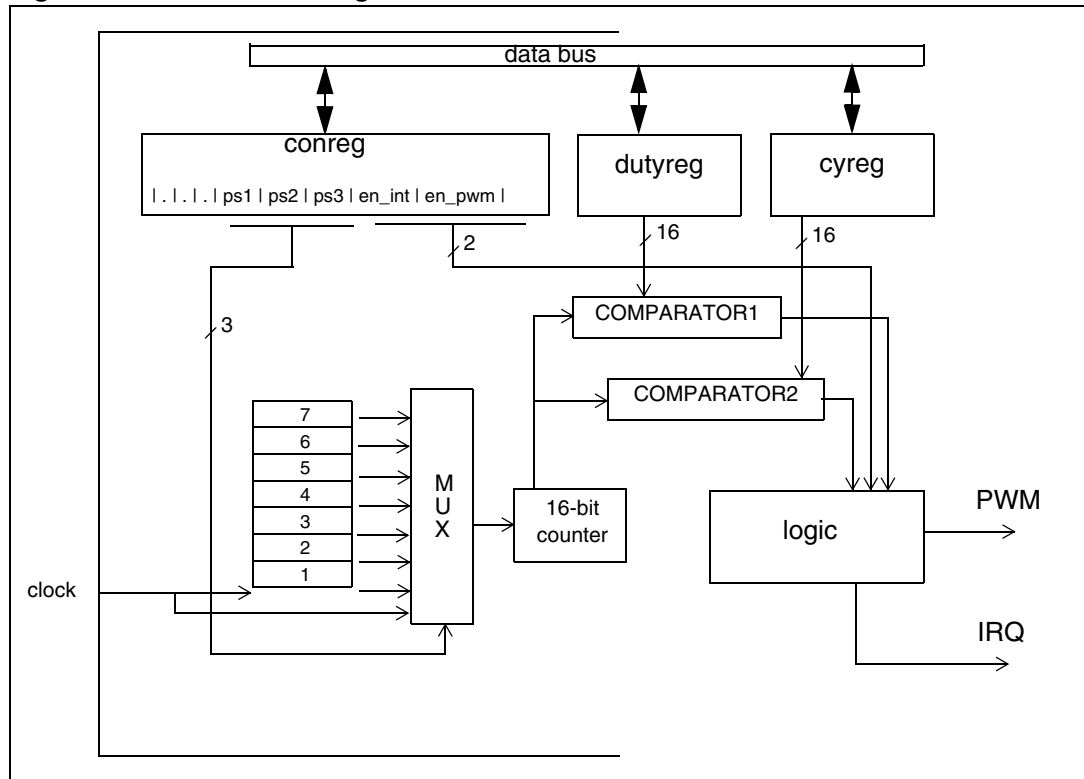 data bus
conreg
| . | . | . | ps1 | ps2 | ps3 | en_int | en_pwm |
dutyreg
cyreg
2
16
16
3
COMPARATOR1
COMPARATOR2
7
6
5
4
3
2
1
M
U
X
16-bit
counter
logic
PWM
IRQ
clock